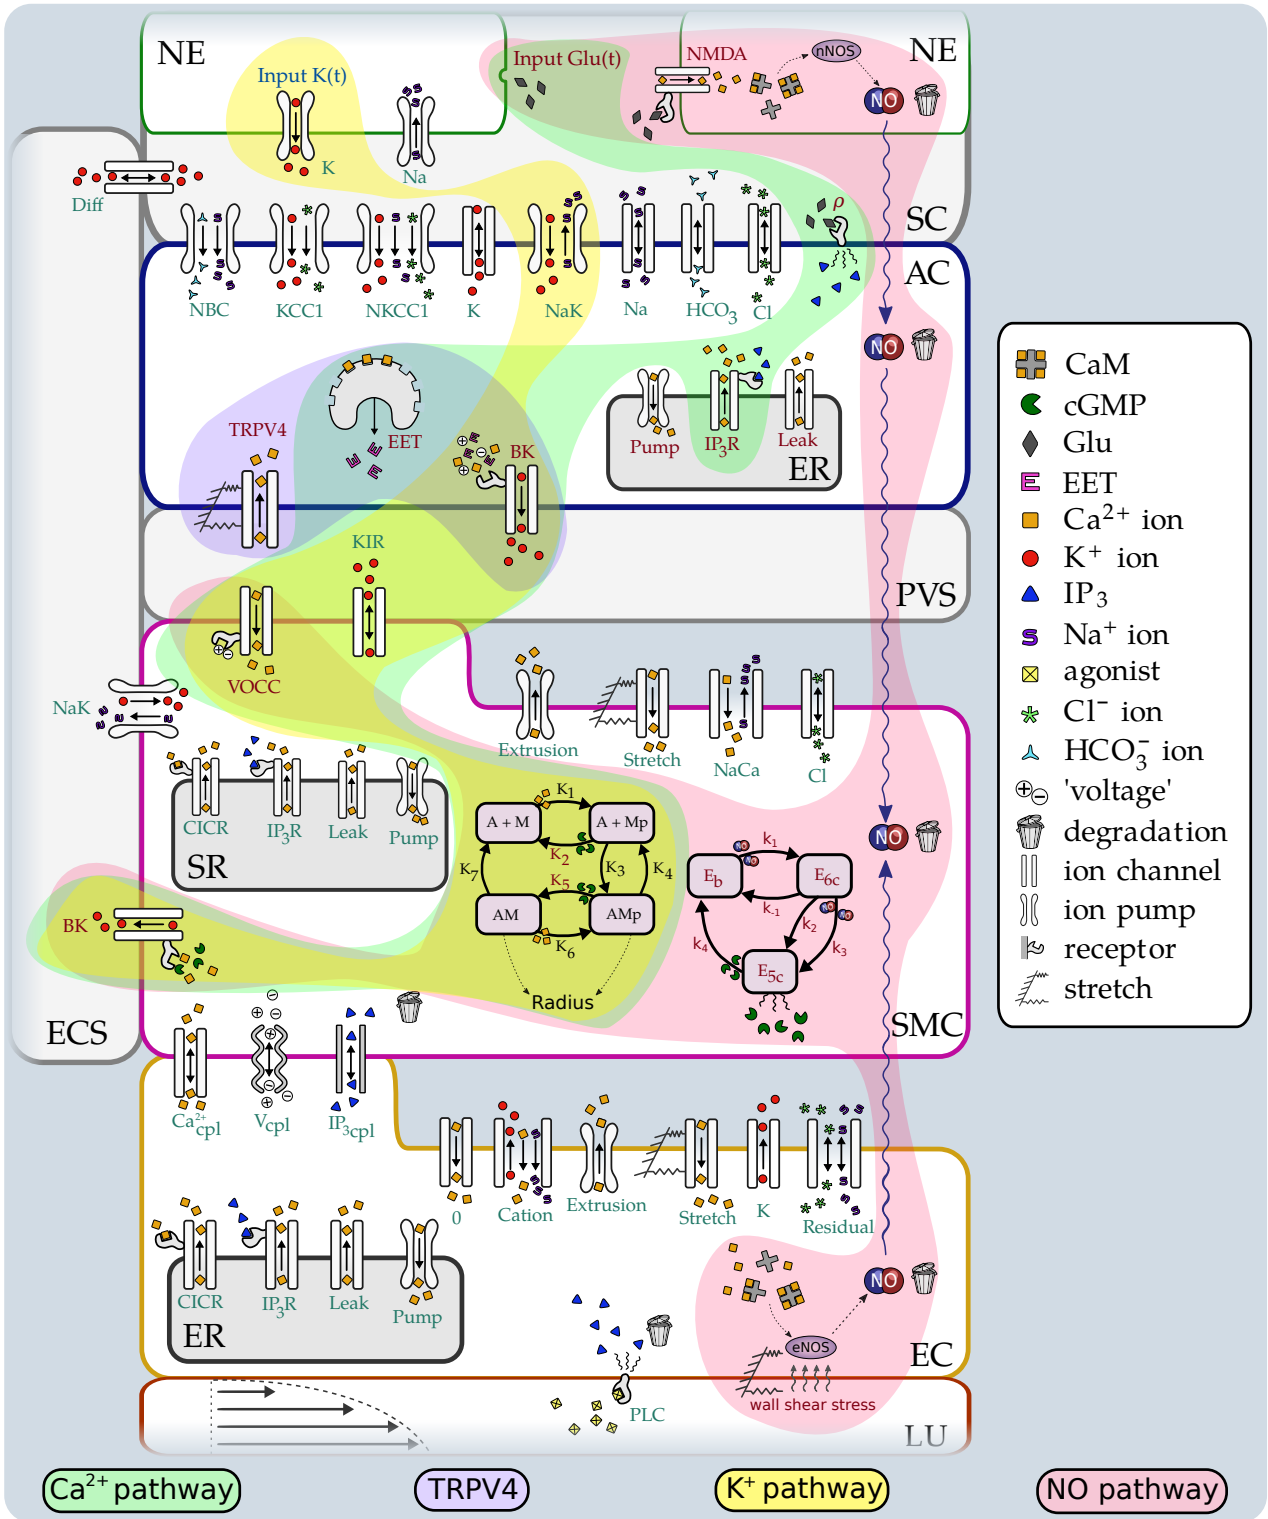 NE
Input K(t)
Input Glu(t)
NMDA
nNOS
NE
NO
K
Na
Diff
ρ
SC
AC
NBC
KCC1
NKCC1
K
NaK
Na
HCO3
Cl
NO
TRPV4
EET
BK
Pump
IP3R
Leak
ER
KIR
PVS
VOCC
NaK
Extrusion
Stretch
NaCa
Cl
CICR
IP3R
Leak
Pump
SR
A + M
K1
A + Mp
K2
K7
K3
K4
K5
AM
AMp
K6
Radius
NO
NO
NO
k1
Eb
E6c
k-1
k2
NO
NO
k4
k3
E5c
BK
ECS
SMC
Ca2+cpl
Vcpl
IP3cpl
0
Cation
Extrusion
Stretch
K
Residual
CICR
IP3R
Leak
Pump
ER
NO
eNOS
EC
wall shear stress
PLC
LU
CaM
cGMP
Glu
EET
Ca2+ ion
K+ ion
IP3
Na+ ion
agonist
Cl− ion
HCO3− ion
'voltage'
degradation
ion channel
ion pump
receptor
stretch
Ca2+ pathway
TRPV4
K+ pathway
NO pathway